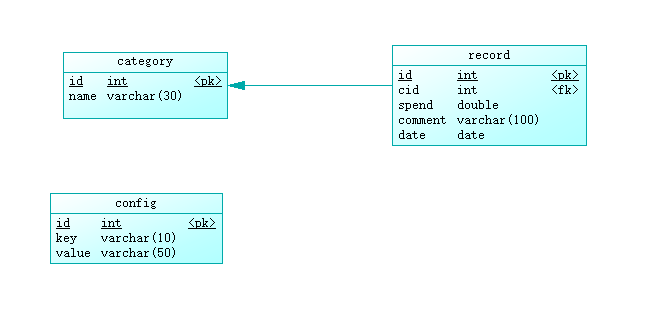 category
id int <pk>
name varchar(30)
record
id int <pk>
cid int <fk>
spend double
comment varchar(100)
date date
config
id int <pk>
key varchar(10)
value varchar(50)